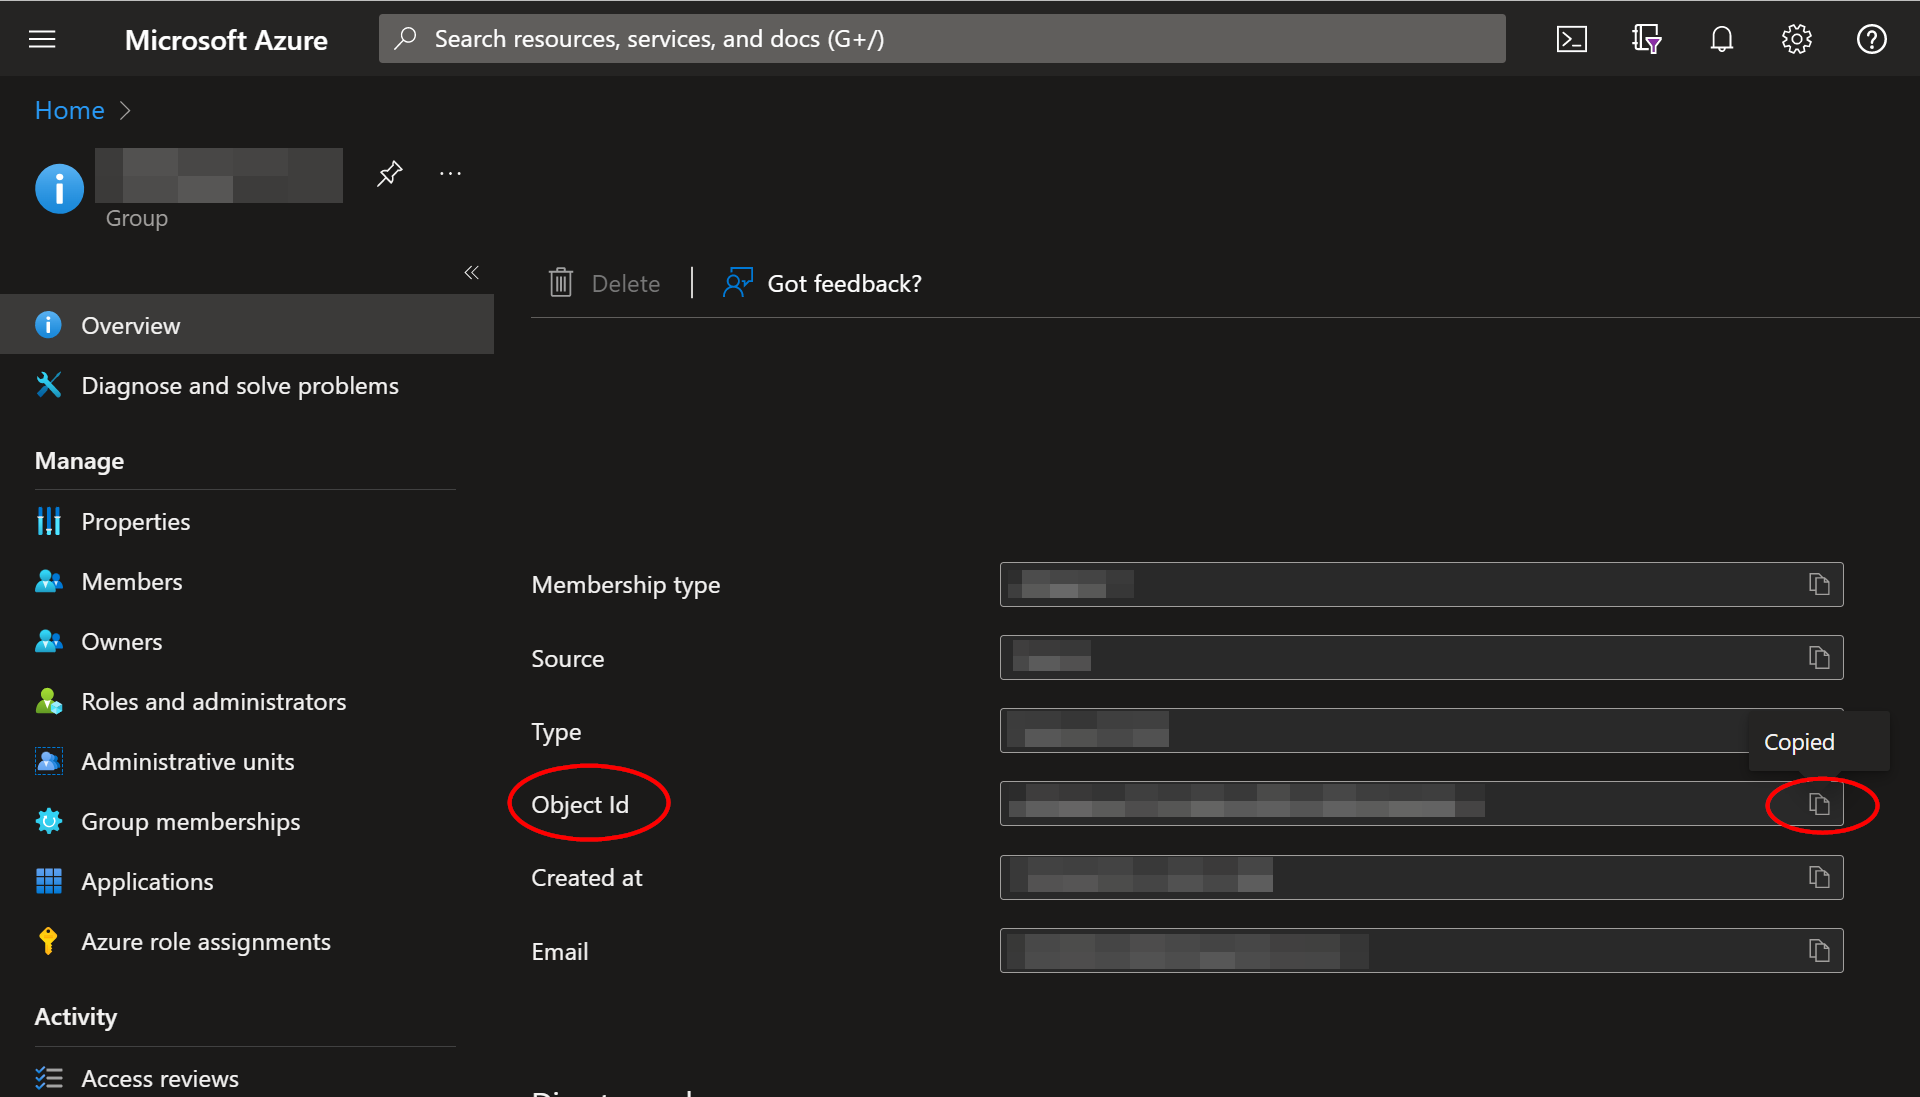 Microsoft Azure
Search resources, services, and docs (G+/)
Home
Group
Overview
Diagnose and solve problems
Manage
Properties
Members
Owners
Roles and administrators
Administrative units
Group memberships
Applications
Azure role assignments
Activity
Access reviews
Delete
Got feedback?
Membership type
Source
Type
Copied
Object Id
Created at
Email